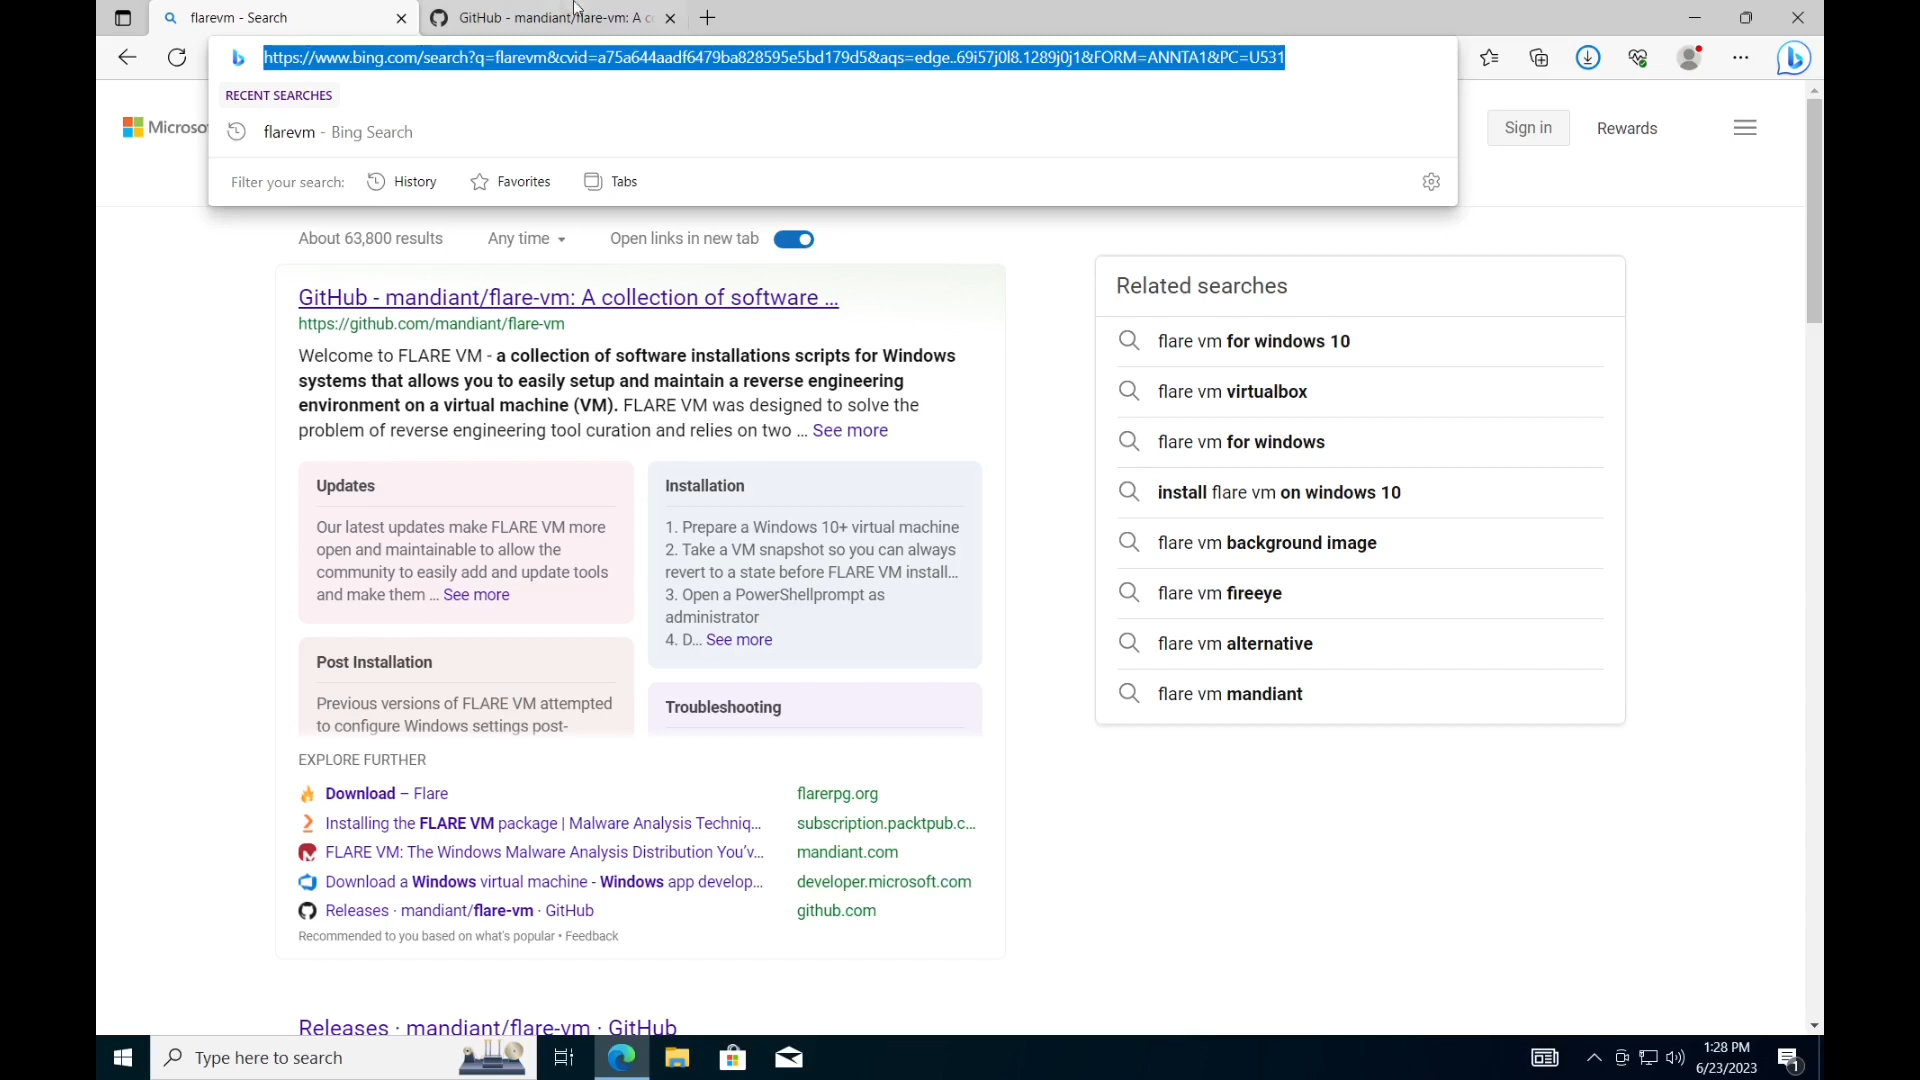 flarevm - Search
GitHub - mandiant/flare-vm: A c
https://www.bing.com/search?q=flarevm&cvid=a75a644aadf6479ba828595e5bd179d5&aqs=edge..69i57j0l8.1289j0j1&FORM=ANNTA1&PC=U531
RECENT SEARCHES
flarevm - Bing Search
Filter your search:
History
Favorites
Tabs
Sign in
Rewards
About 63,800 results
Any time
Open links in new tab
GitHub - mandiant/flare-vm: A collection of software ...
https://github.com/mandiant/flare-vm
Welcome to FLARE VM - a collection of software installations scripts for Windows
systems that allows you to easily setup and maintain a reverse engineering
environment on a virtual machine (VM). FLARE VM was designed to solve the
problem of reverse engineering tool curation and relies on two ... See more
Updates
Our latest updates make FLARE VM more
open and maintainable to allow the
community to easily add and update tools
and make them ... See more
Installation
1. Prepare a Windows 10+ virtual machine
2. Take a VM snapshot so you can always
revert to a state before FLARE VM install...
3. Open a PowerShellprompt as
administrator
4. D... See more
Post Installation
Previous versions of FLARE VM attempted
to configure Windows settings post-
Troubleshooting
EXPLORE FURTHER
Download – Flare
flarerpg.org
Installing the FLARE VM package | Malware Analysis Techniq...
subscription.packtpub.c...
FLARE VM: The Windows Malware Analysis Distribution You'v...
mandiant.com
Download a Windows virtual machine - Windows app develop...
developer.microsoft.com
Releases · mandiant/flare-vm · GitHub
github.com
Recommended to you based on what's popular • Feedback
Releases · mandiant/flare-vm · GitHub
Related searches
flare vm for windows 10
flare vm virtualbox
flare vm for windows
install flare vm on windows 10
flare vm background image
flare vm fireeye
flare vm alternative
flare vm mandiant
Type here to search
1:28 PM
6/23/2023
1